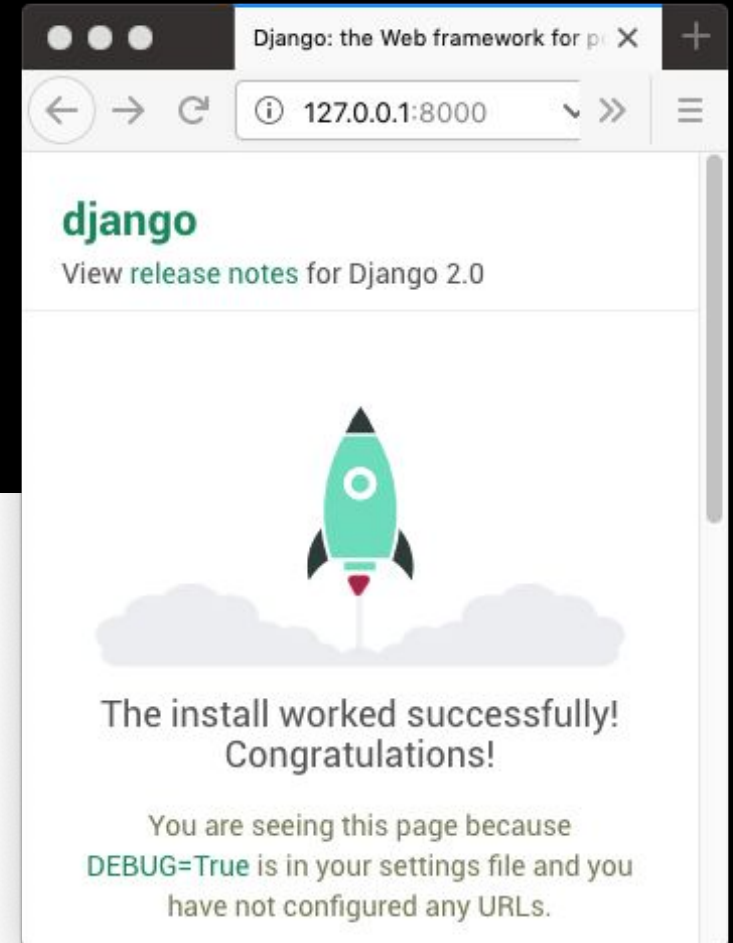 Django: the Web framework for p
127.0.0.1:8000
django
View release notes for Django 2.0
The install worked successfully!
Congratulations!
You are seeing this page because
DEBUG=True is in your settings file and you
have not configured any URLs.